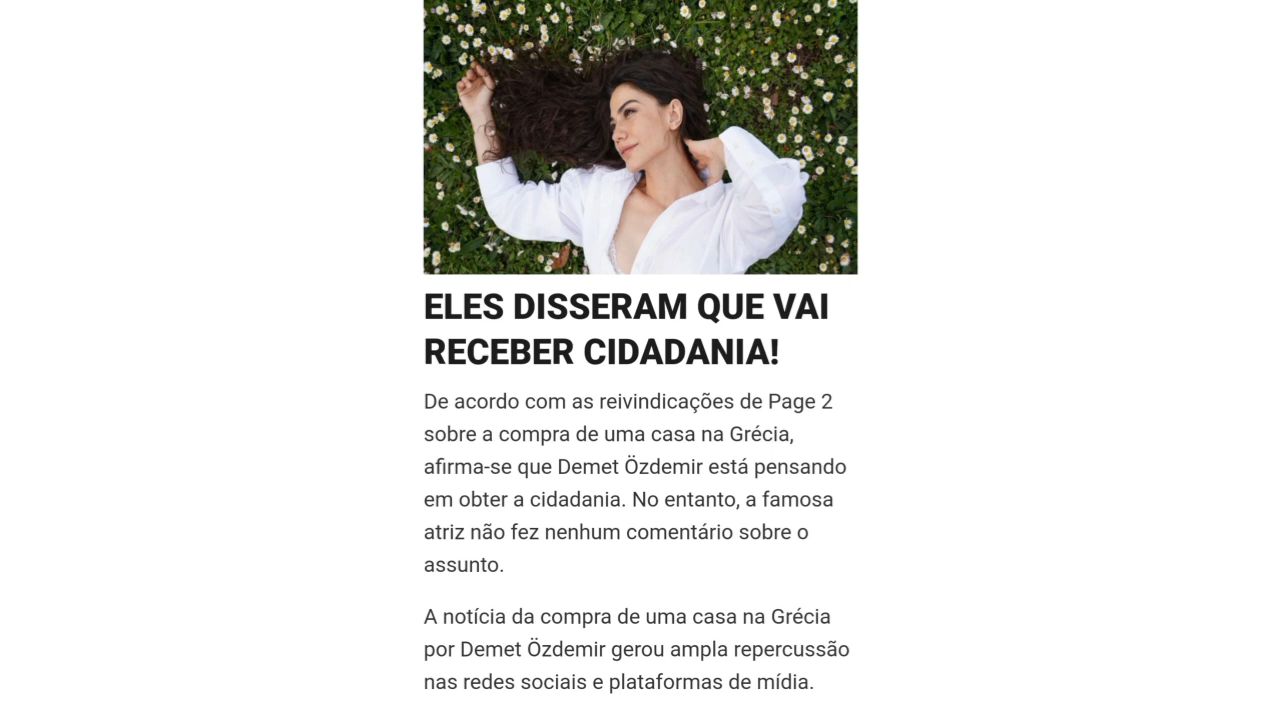 ELES DISSERAM QUE VAI
RECEBER CIDADANIA!
De acordo com as reivindicações de Page 2
sobre a compra de uma casa na Grécia,
afirma-se que Demet Özdemir está pensando
em obter a cidadania. No entanto, a famosa
atriz não fez nenhum comentário sobre o
assunto.
A notícia da compra de uma casa na Grécia
por Demet Özdemir gerou ampla repercussão
nas redes sociais e plataformas de mídia.